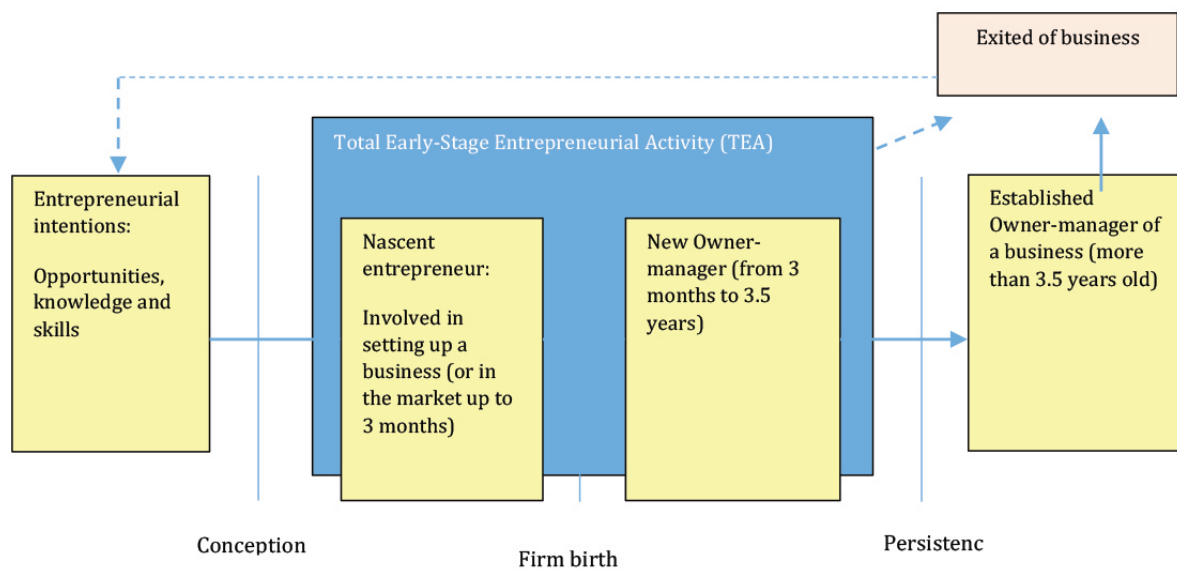 Exited of business
Total Early-Stage Entrepreneurial Activity (TEA)
Entrepreneurial
intentions:
Opportunities,
knowledge and
skills
Nascent
entrepreneur:
Involved in
setting up a
business (or in
the market up to
3 months)
New Owner-
manager (from 3
months to 3.5
years)
Established
Owner-manager of
a business (more
than 3.5 years old)
Conception
Firm birth
Persistenc